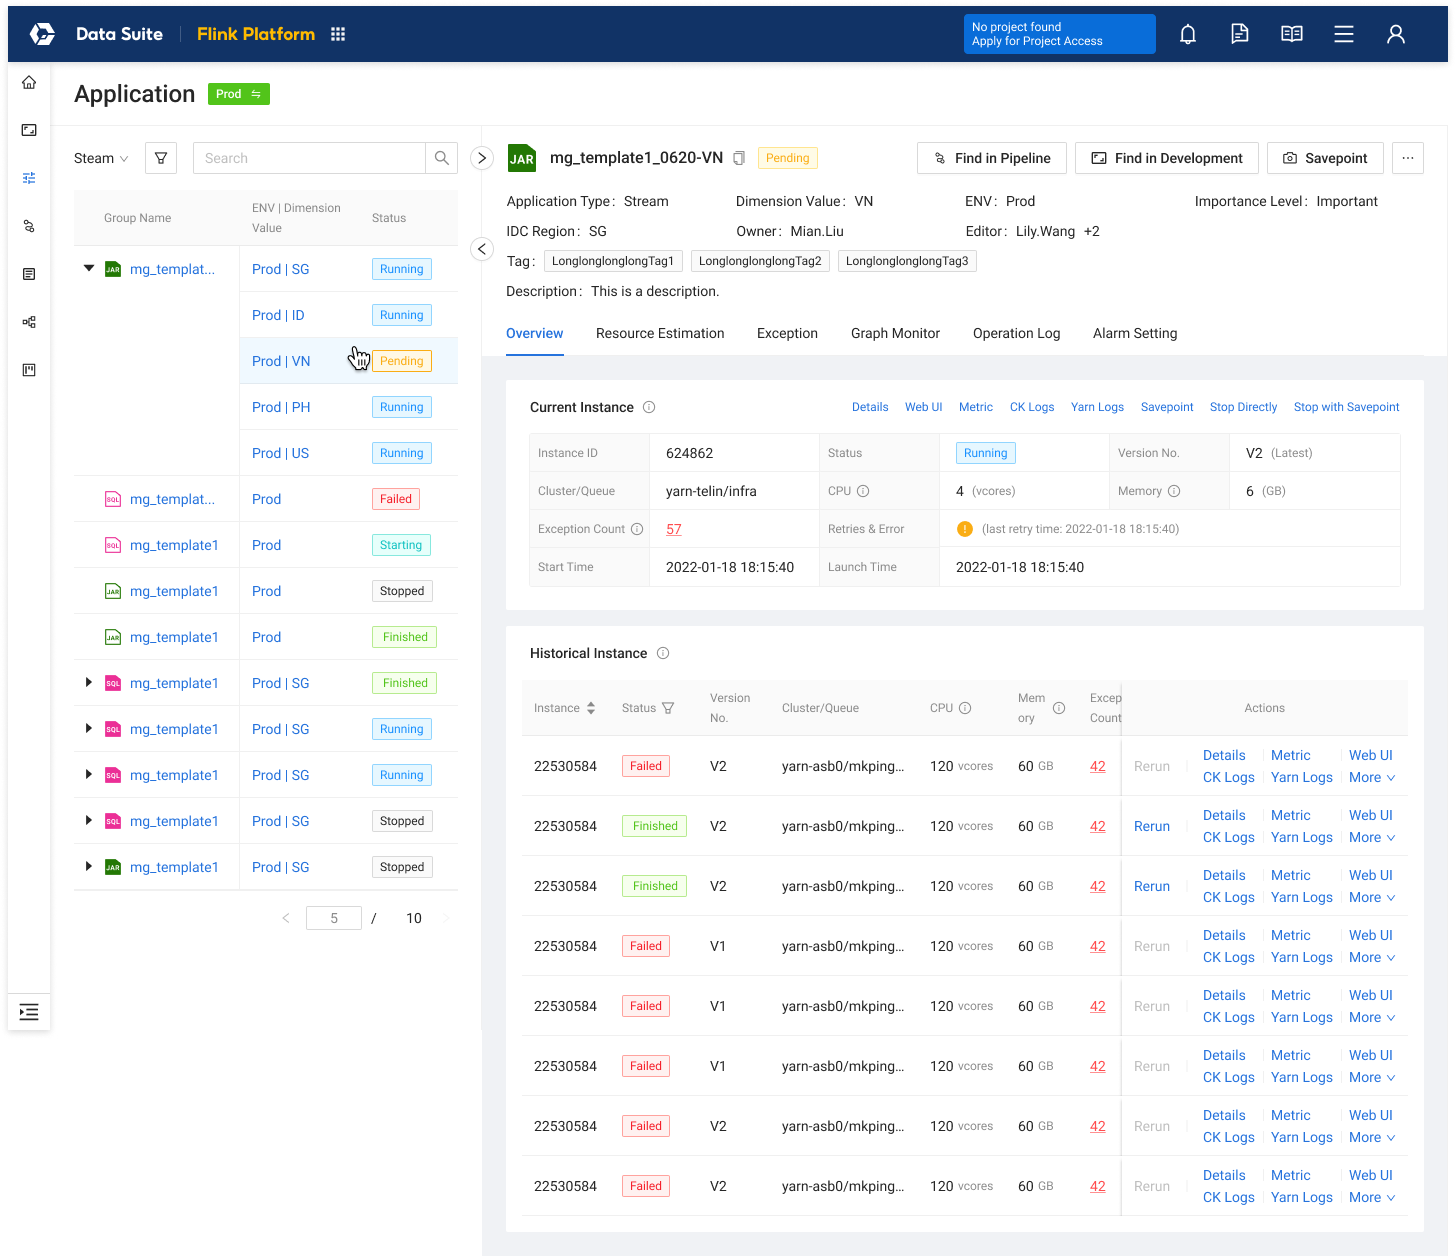 Data Suite Flink Platform
No project found
Apply for Project Access
Application Prod
Steam Search
Group Name ENV | Dimension Value Status
JAR mg_templat... Prod | SG Running
Prod | ID Running
Prod | VN Pending
Prod | PH Running
Prod | US Running
SQL mg_templat... Prod Failed
SQL mg_template1 Prod Starting
JAR mg_template1 Prod Stopped
JAR mg_template1 Prod Finished
SQL mg_template1 Prod | SG Finished
SQL mg_template1 Prod | SG Running
SQL mg_template1 Prod | SG Running
SQL mg_template1 Prod | SG Stopped
JAR mg_template1 Prod | SG Stopped
5 / 10
JAR mg_template1_0620-VN Pending Find in Pipeline Find in Development Savepoint ...
Application Type : Stream Dimension Value : VN ENV : Prod Importance Level : Important
IDC Region : SG Owner : Mian.Liu Editor : Lily.Wang +2
Tag : LonglonglonglongTag1 LonglonglonglongTag2 LonglonglonglongTag3
Description : This is a description.
Overview Resource Estimation Exception Graph Monitor Operation Log Alarm Setting
Current Instance Details Web UI Metric CK Logs Yarn Logs Savepoint Stop Directly Stop with Savepoint
Instance ID 624862 Status Running Version No. V2 (Latest)
Cluster/Queue yarn-telin/infra CPU 4 (vcores) Memory 6 (GB)
Exception Count 57 Retries & Error (last retry time: 2022-01-18 18:15:40)
Start Time 2022-01-18 18:15:40 Launch Time 2022-01-18 18:15:40
Historical Instance
Instance Status Version No. Cluster/Queue CPU Memory Excep Count Actions
22530584 Failed V2 yarn-asb0/mkping... 120 vcores 60 GB 42 Rerun Details Metric Web UI
CK Logs Yarn Logs More
22530584 Finished V2 yarn-asb0/mkping... 120 vcores 60 GB 42 Rerun Details Metric Web UI
CK Logs Yarn Logs More
22530584 Finished V2 yarn-asb0/mkping... 120 vcores 60 GB 42 Rerun Details Metric Web UI
CK Logs Yarn Logs More
22530584 Failed V1 yarn-asb0/mkping... 120 vcores 60 GB 42 Rerun Details Metric Web UI
CK Logs Yarn Logs More
22530584 Failed V1 yarn-asb0/mkping... 120 vcores 60 GB 42 Rerun Details Metric Web UI
CK Logs Yarn Logs More
22530584 Failed V1 yarn-asb0/mkping... 120 vcores 60 GB 42 Rerun Details Metric Web UI
CK Logs Yarn Logs More
22530584 Failed V2 yarn-asb0/mkping... 120 vcores 60 GB 42 Rerun Details Metric Web UI
CK Logs Yarn Logs More
22530584 Failed V2 yarn-asb0/mkping... 120 vcores 60 GB 42 Rerun Details Metric Web UI
CK Logs Yarn Logs More